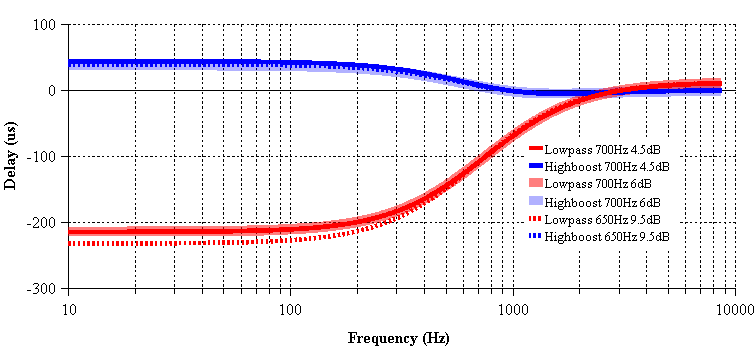 100
0
-100
-200
-300
Delay (us)
10
100
1000
10000
Frequency (Hz)
Lowpass 700Hz 4.5dB
Highboost 700Hz 4.5dB
Lowpass 700Hz 6dB
Highboost 700Hz 6dB
Lowpass 650Hz 9.5dB
Highboost 650Hz 9.5dB